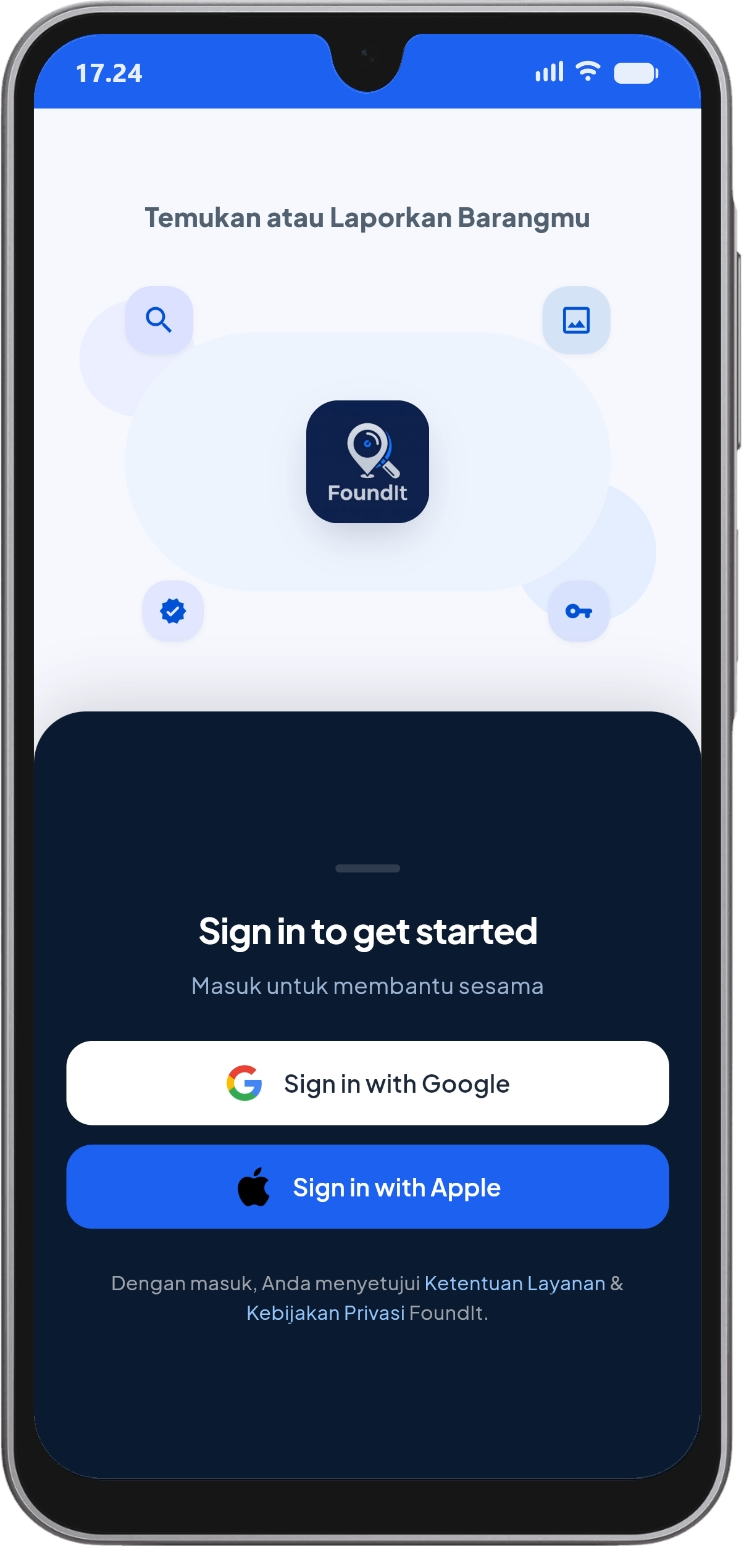 17.24
Temukan atau Laporkan Barangmu
FoundIt
Sign in to get started
Masuk untuk membantu sesama
Sign in with Google
Sign in with Apple
Dengan masuk, Anda menyetujui Ketentuan Layanan &
Kebijakan Privasi FoundIt.